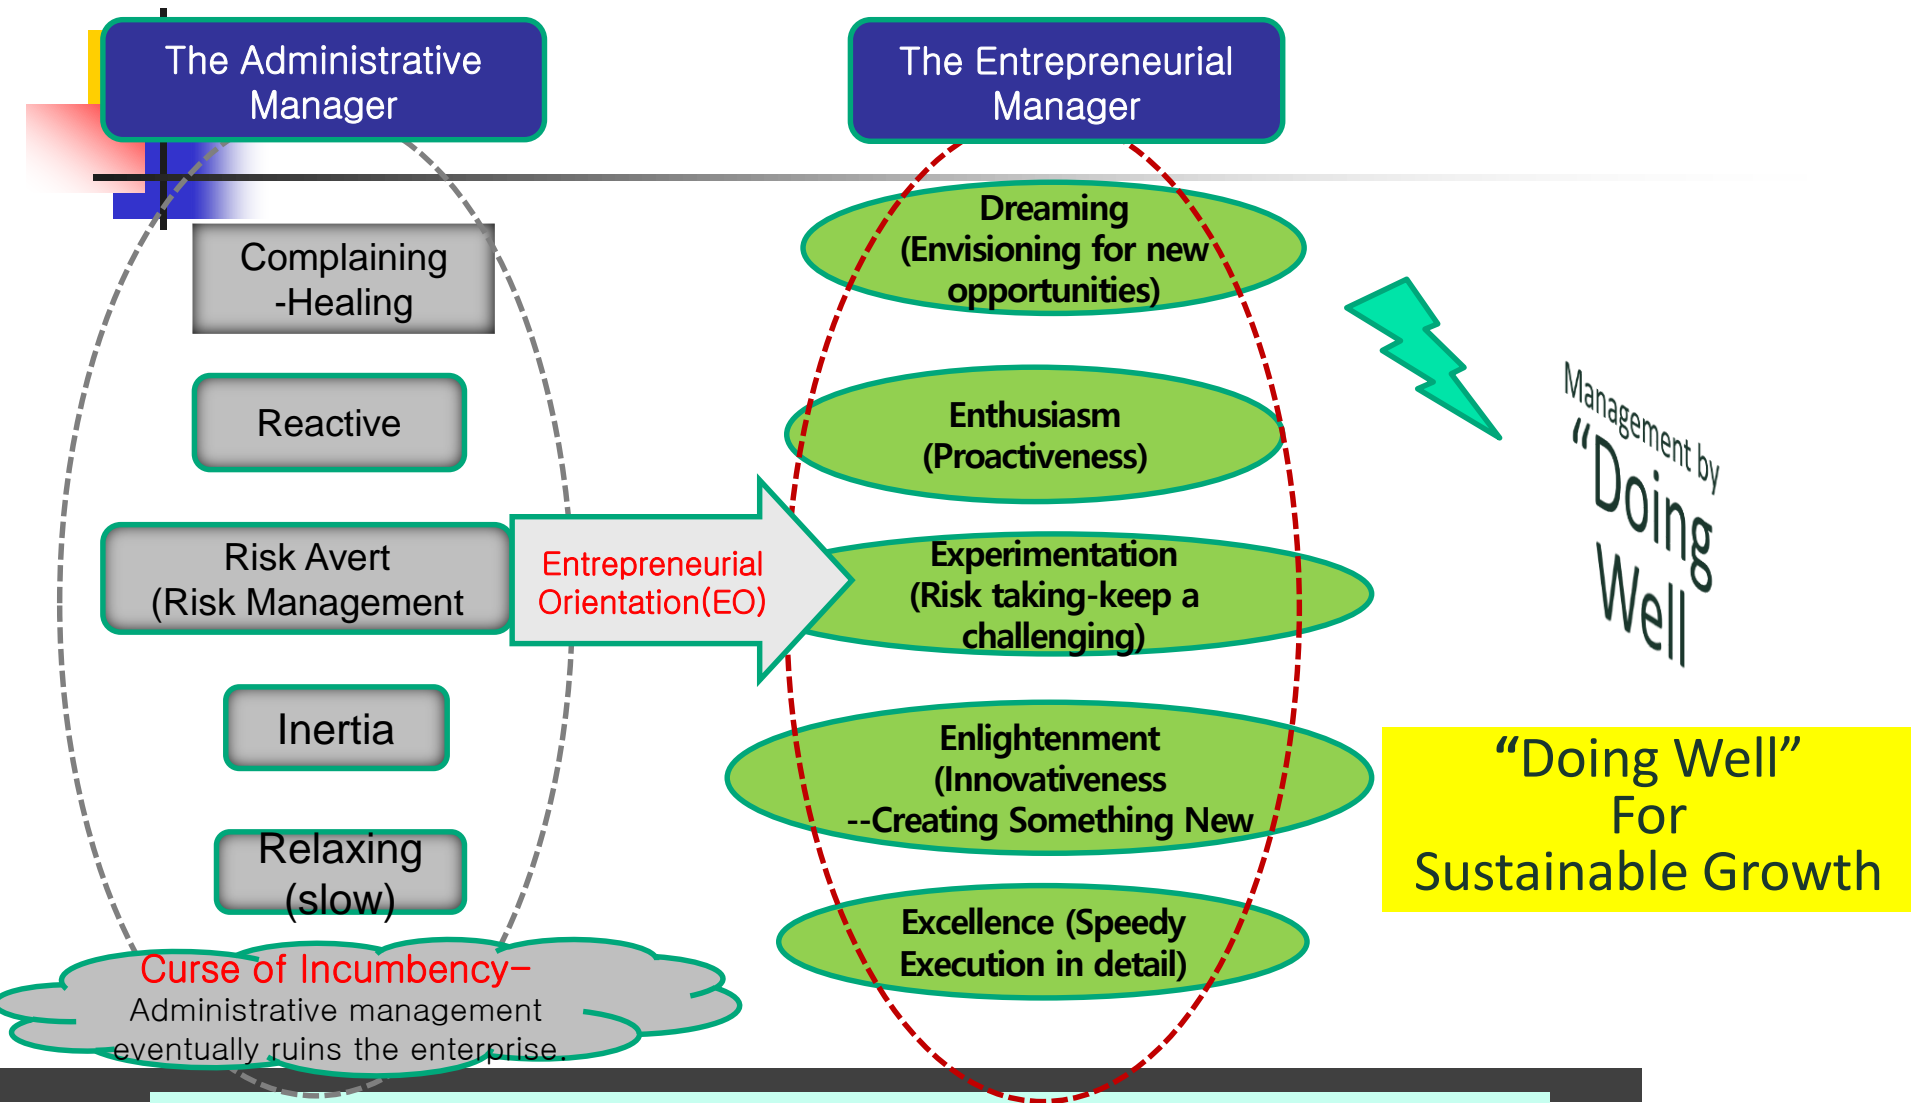 The Administrative
Manager
Complaining
-Healing
Reactive
Risk Avert
(Risk Management
Inertia
Relaxing
(slow)
Curse of Incumbency-
Administrative management
eventually ruins the enterprise.
Entrepreneurial
Orientation(EO)
The Entrepreneurial
Manager
Dreaming
(Envisioning for new
opportunities)
Enthusiasm
(Proactiveness)
Experimentation
(Risk taking-keep a
challenging)
Enlightenment
(Innovativeness
--Creating Something New
Excellence (Speedy
Execution in detail)
Management by
“Doing
Well
“Doing Well”
For
Sustainable Growth